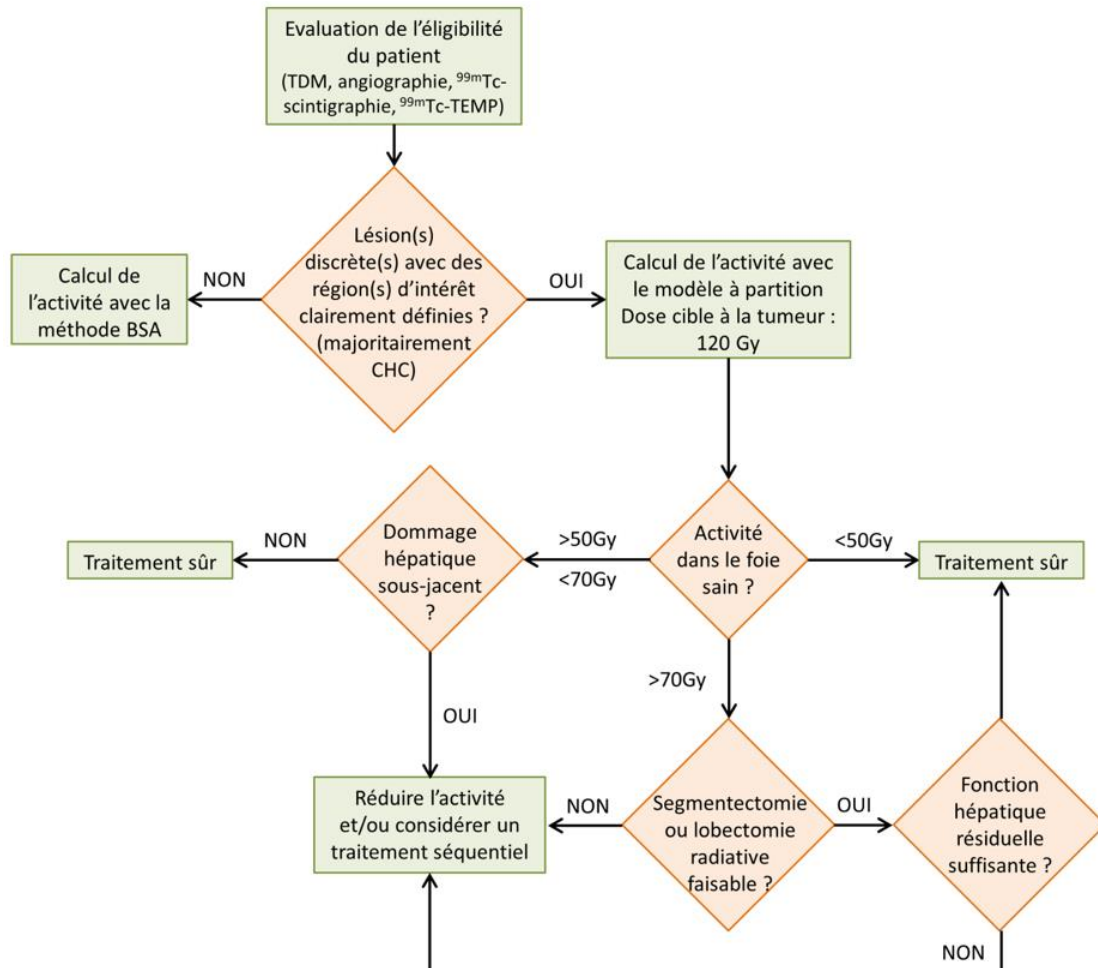 Evaluation de l’éligibilité
du patient
(TDM, angiographie, ⁹⁹ᵐTc-
scintigraphie, ⁹⁹ᵐTc-TEMP)
Lésion(s)
discrète(s) avec des
région(s) d’intérêt
clairement définies ?
(majoritairement
CHC)
NON
Calcul de
l’activité avec la
méthode BSA
OUI
Calcul de l’activité avec
le modèle à partition
Dose cible à la tumeur :
120 Gy
Activité
dans le foie
sain ?
<50Gy
Traitement sûr
>50Gy
<70Gy
Dommage
hépatique
sous-jacent
?
NON
Traitement sûr
OUI
Réduire l’activité
et/ou considérer un
traitement séquentiel
>70Gy
Segmentectomie
ou lobectomie
radiative
faisable ?
NON
OUI
Fonction
hépatique
résiduelle
suffisante ?
NON